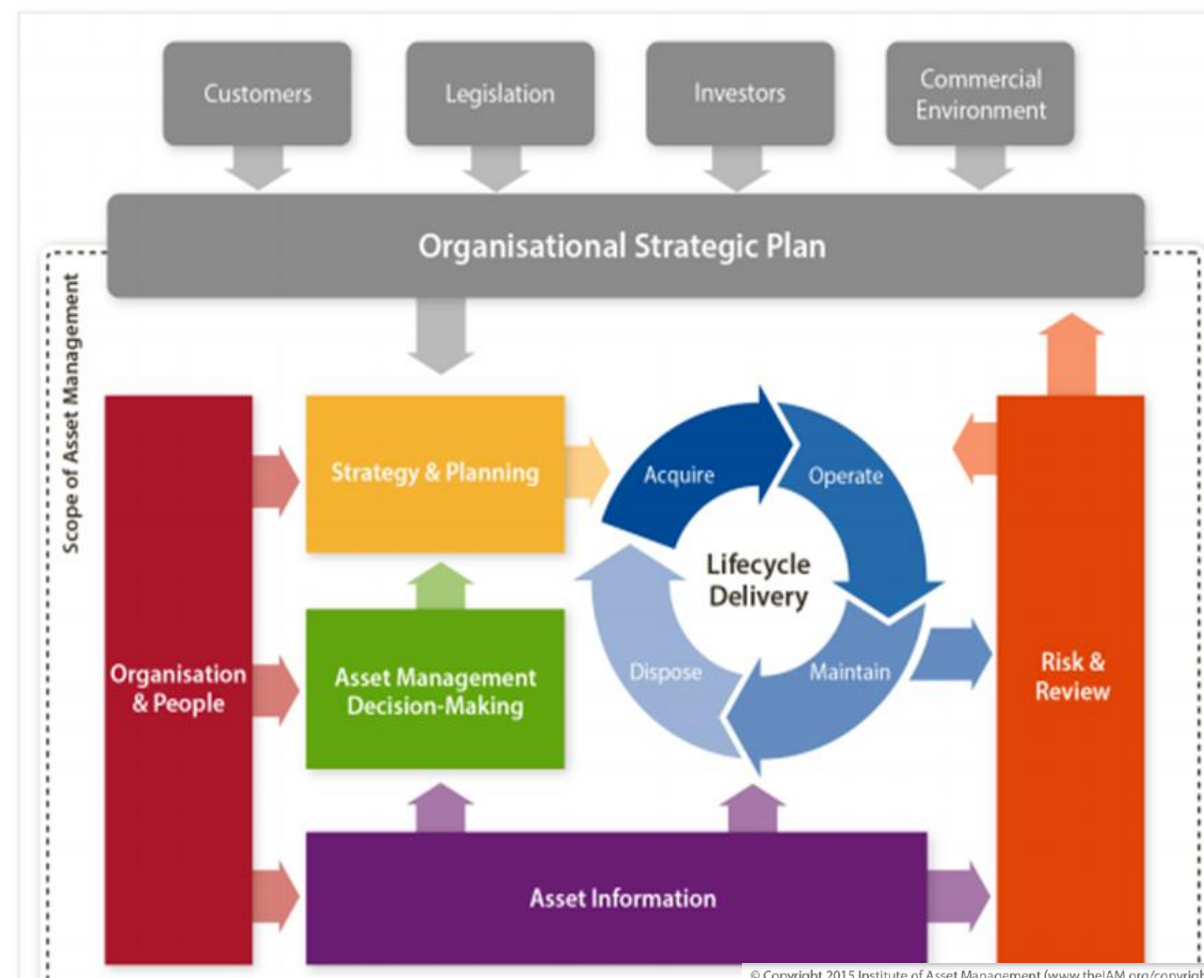 Customers
Legislation
Investors
Commercial
Environment
Organisational Strategic Plan
Scope of Asset Management
Strategy & Planning
Acquire
Operate
Lifecycle
Delivery
Organisation
& People
Asset Management
Decision-Making
Dispose
Maintain
Risk &
Review
Asset Information
© Copyright 2015 Institute of Asset Management (www.theIAM.org/copyrigh